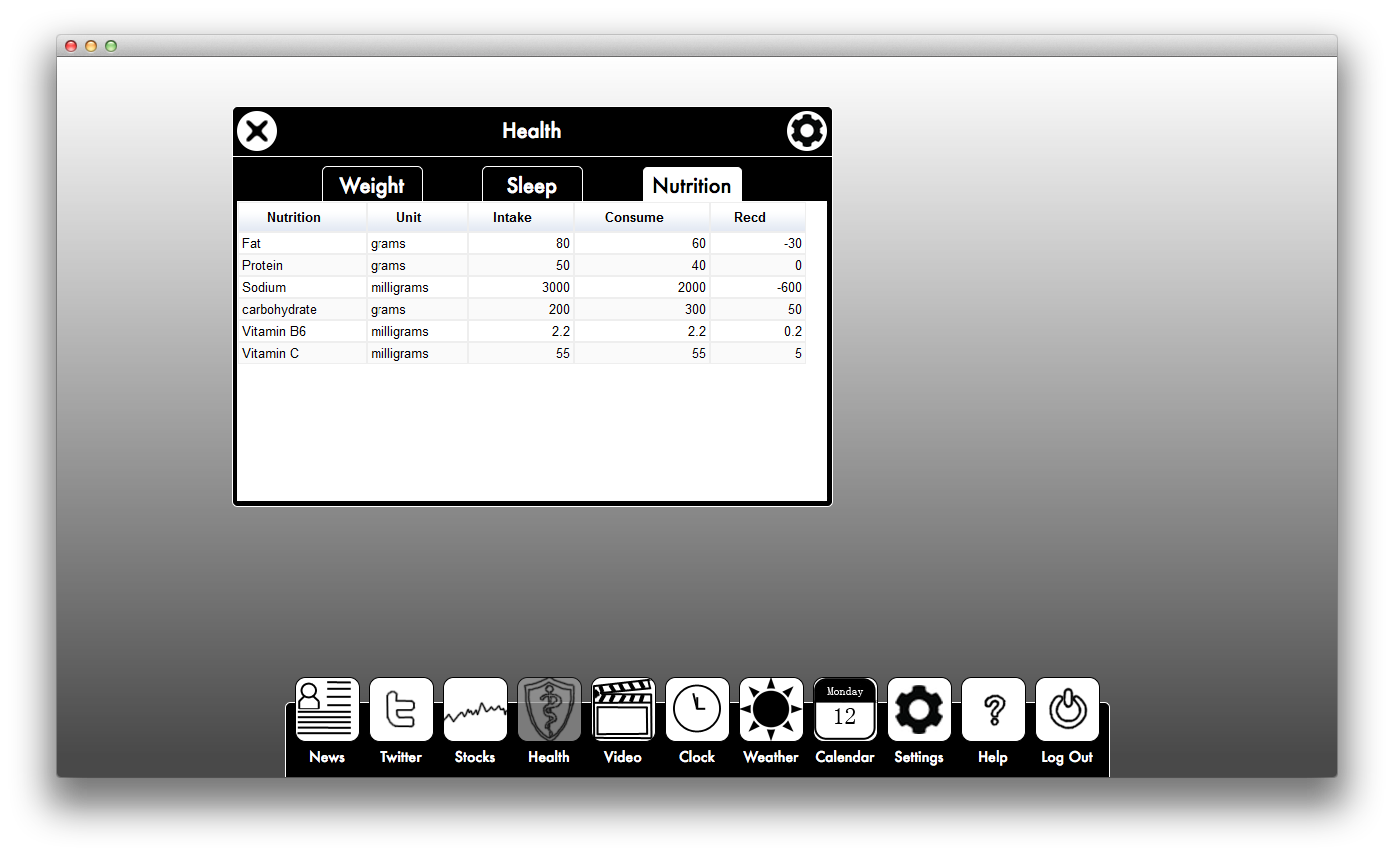 Health
Weight Sleep Nutrition
Nutrition Unit Intake Consume Recd
Fat grams 80 60 -30
Protein grams 50 40 0
Sodium milligrams 3000 2000 -600
carbohydrate grams 200 300 50
Vitamin B6 milligrams 2.2 2.2 0.2
Vitamin C milligrams 55 55 5
Monday
12
News Twitter Stocks Health Video Clock Weather Calendar Settings Help Log Out